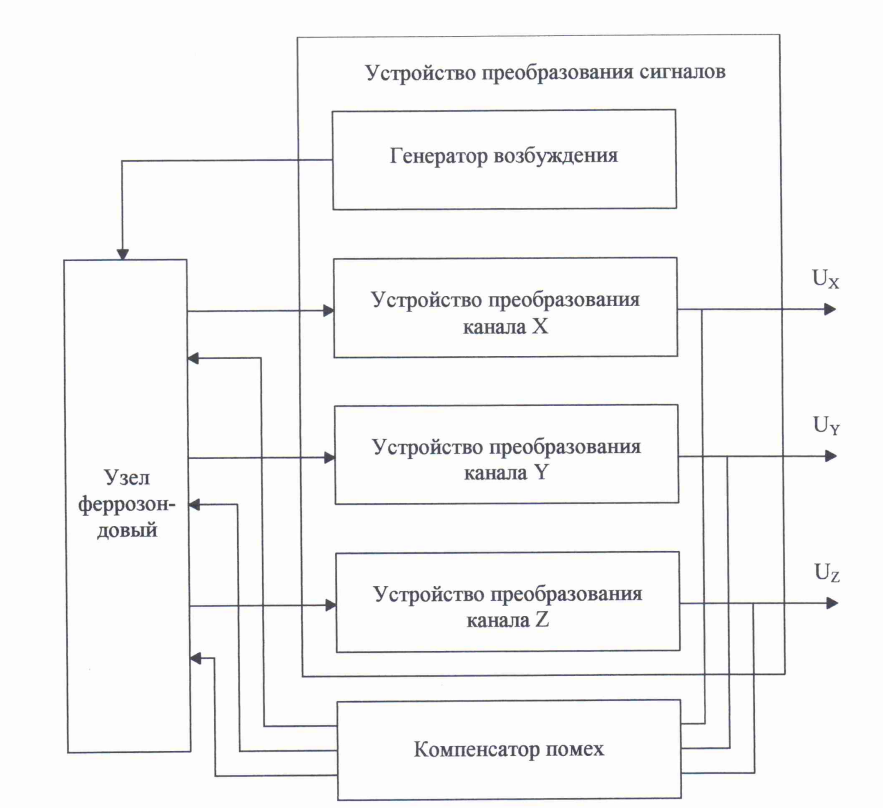 Устройство преобразования сигналов
Генератор возбуждения
Устройство преобразования
канала X
U_X
Устройство преобразования
канала Y
U_Y
Узел
феррозон-
довый
Устройство преобразования
канала Z
U_Z
Компенсатор помех